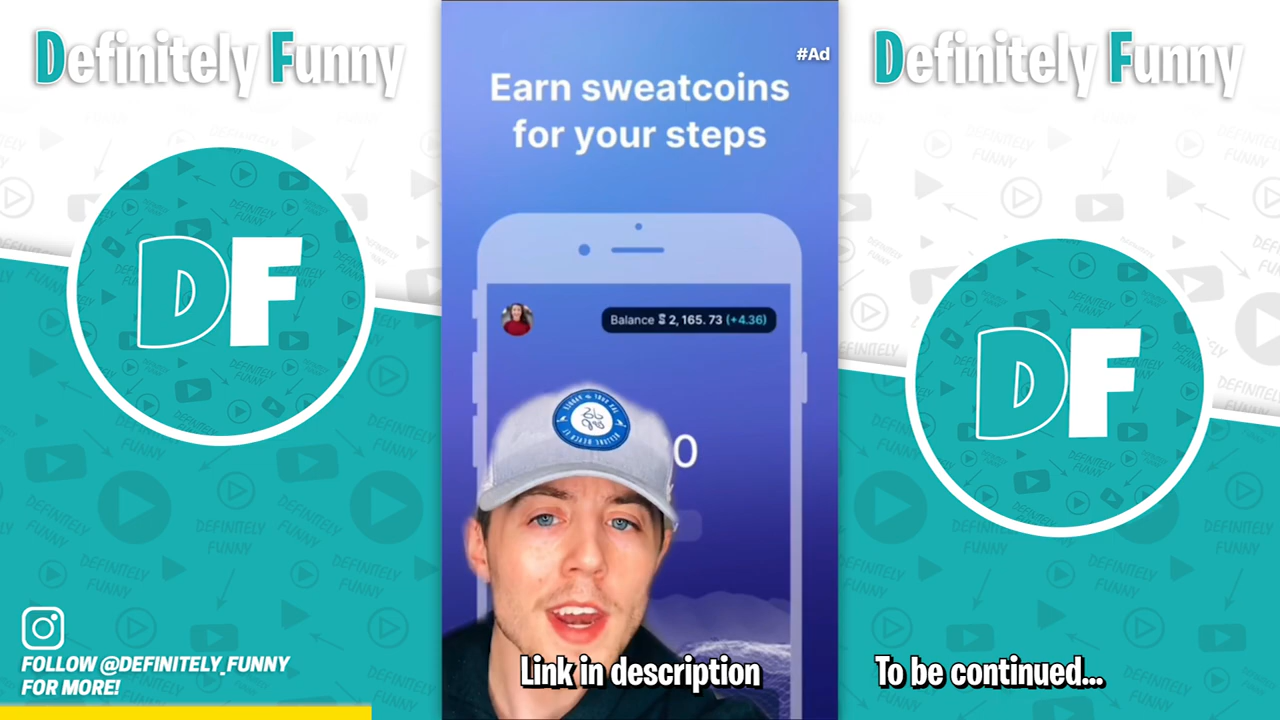 Definitely Funny
DF
FOLLOW @DEFINITELY_FUNNY
FOR MORE!
#Ad
Earn sweatcoins
for your steps
Balance 2,165.73 (+4.36)
0
Link in description
Definitely Funny
DF
To be continued...